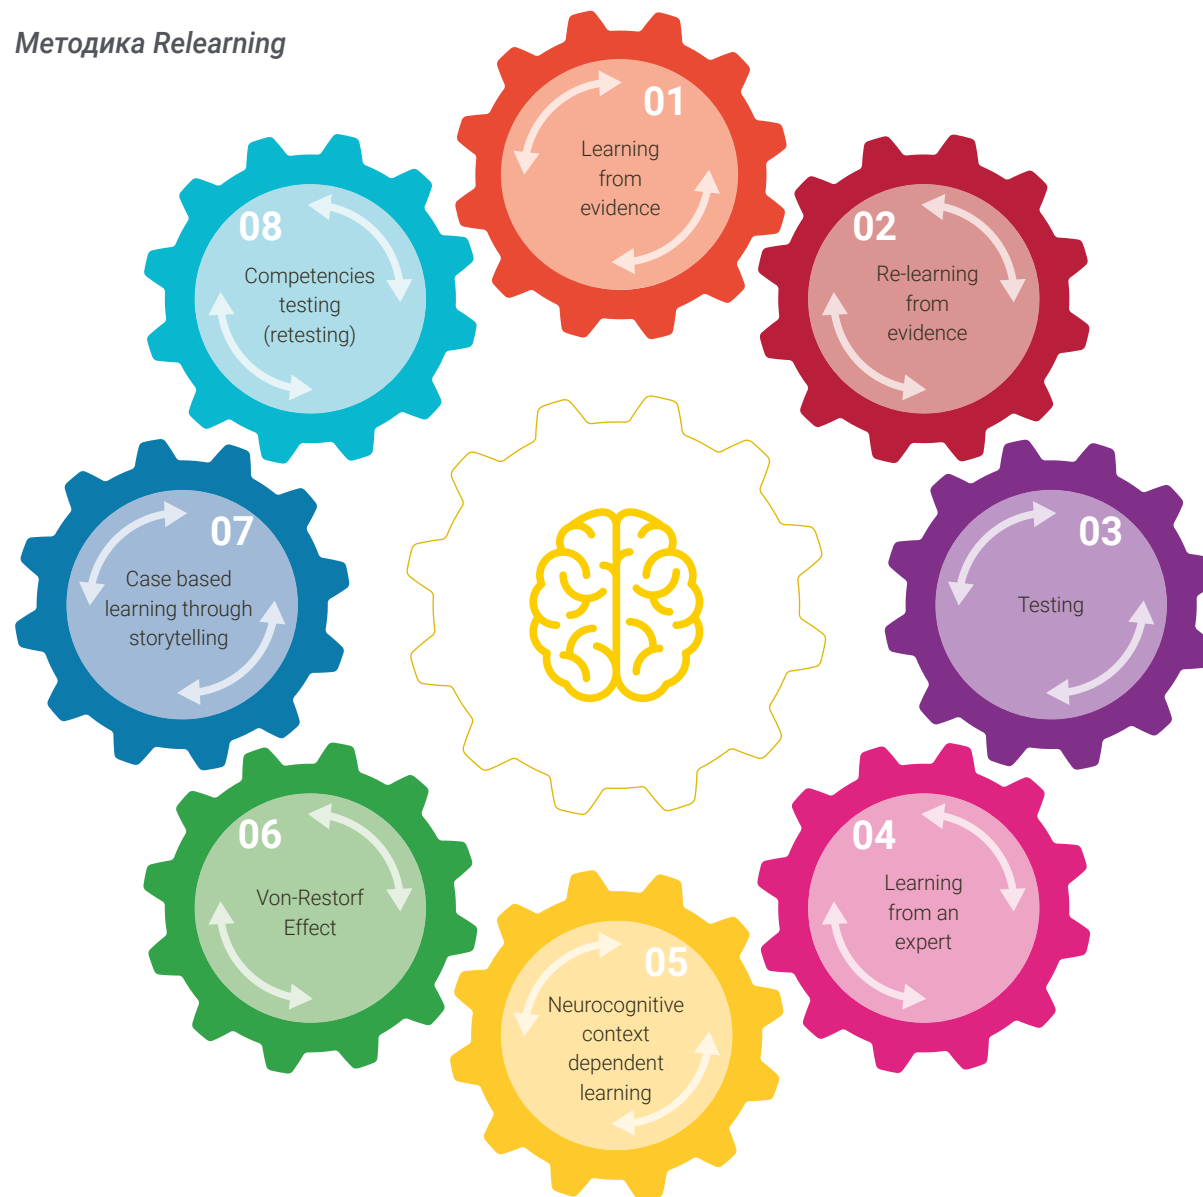 Методика Relearning
01
Learning
from
evidence
02
Re-learning
from
evidence
03
Testing
04
Learning
from an
expert
05
Neurocognitive
context
dependent
learning
06
Von-Restorf
Effect
07
Case based
learning through
storytelling
08
Competencies
testing
(retesting)